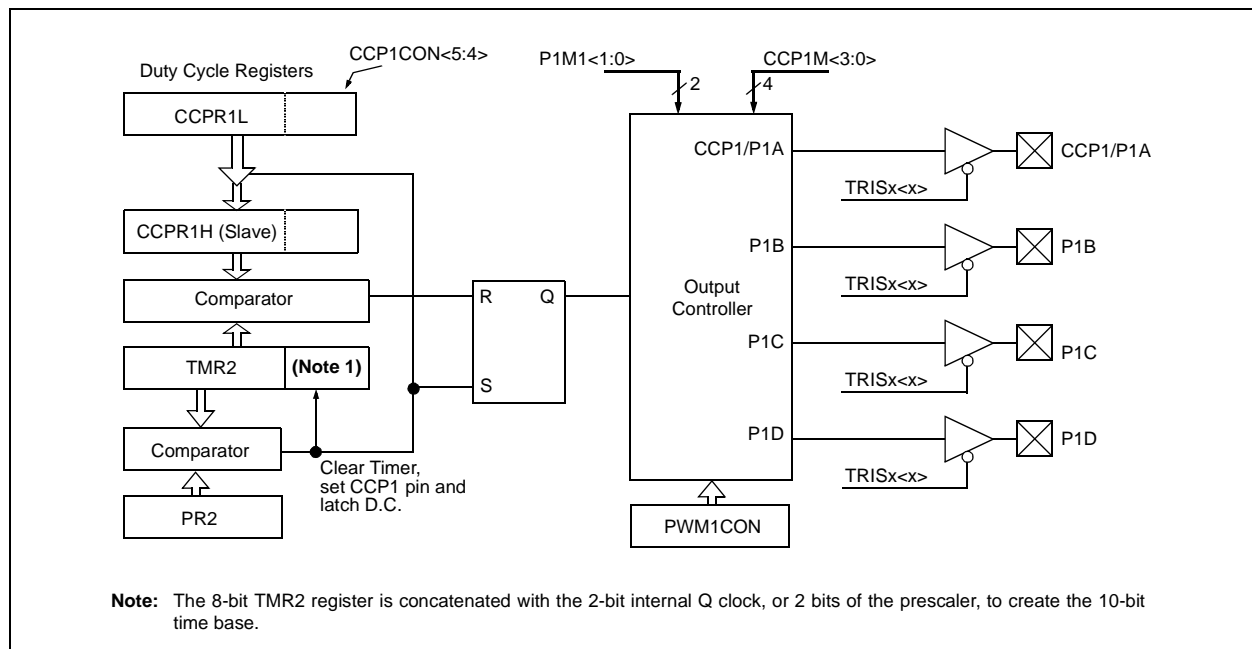 CCP1CON<5:4>
Duty Cycle Registers
CCPR1L
CCPR1H (Slave)
Comparator
TMR2
(Note 1)
Comparator
PR2
Clear Timer,
set CCP1 pin and
latch D.C.
R
Q
S
P1M1<1:0>
2
CCP1M<3:0>
4
CCP1/P1A
P1B
Output
Controller
P1C
P1D
PWM1CON
TRISx<x>
CCP1/P1A
TRISx<x>
P1B
TRISx<x>
P1C
TRISx<x>
P1D
Note: The 8-bit TMR2 register is concatenated with the 2-bit internal Q clock, or 2 bits of the prescaler, to create the 10-bit
time base.